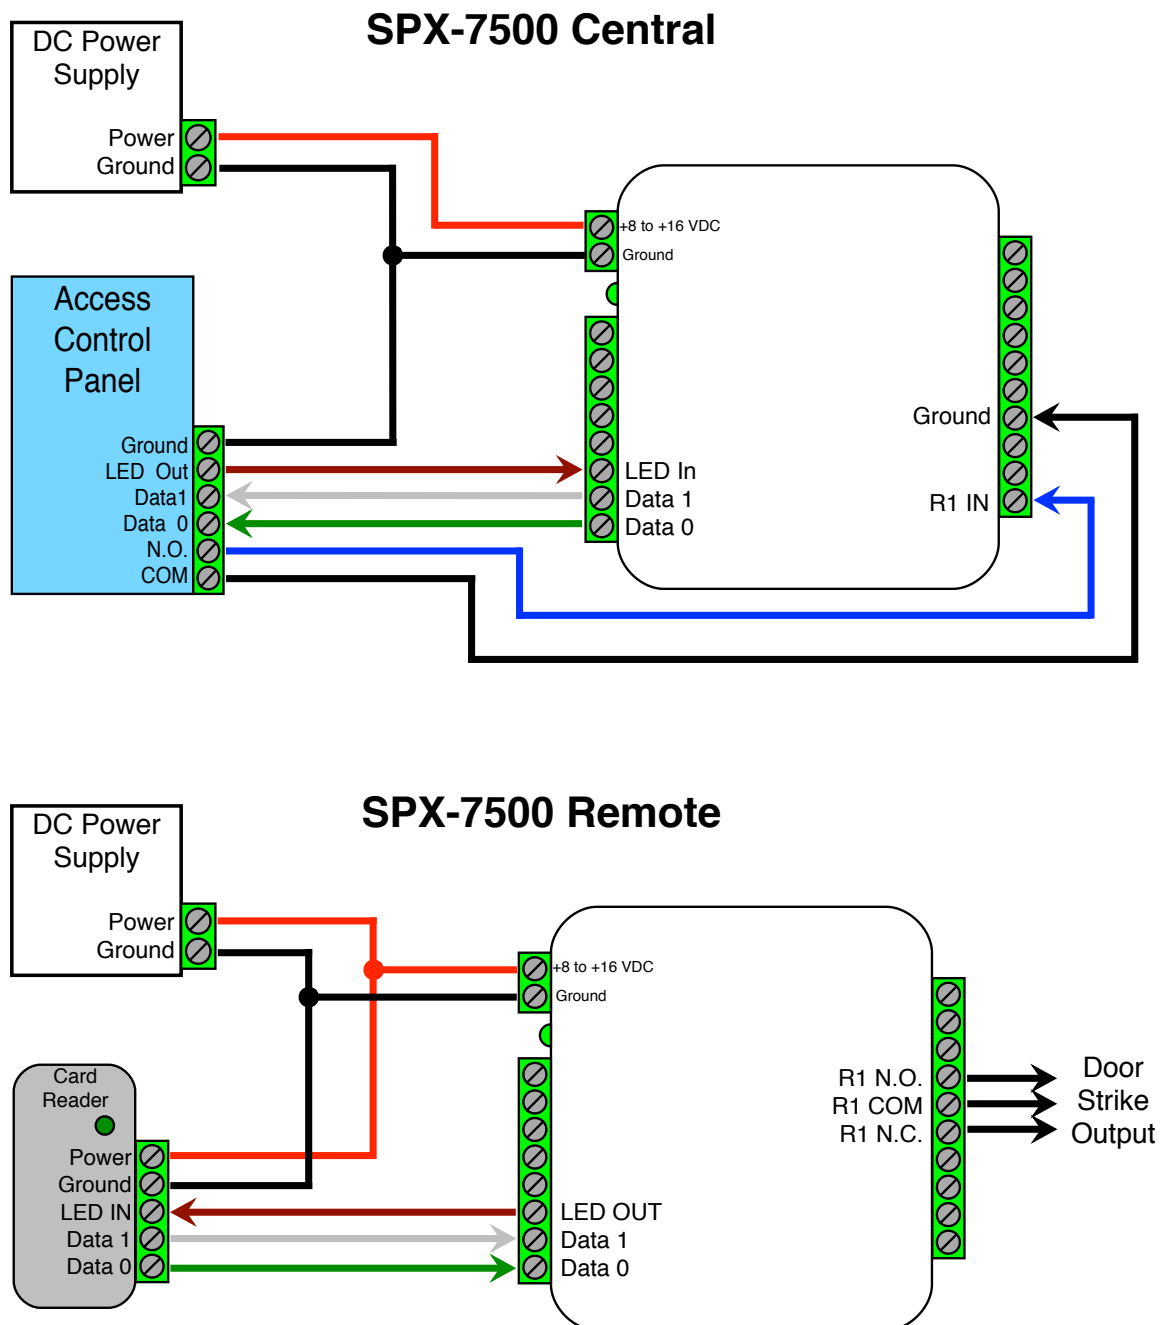 SPX-7500 Central
DC Power
Supply
Power
Ground
+8 to +16 VDC
Ground
Access
Control
Panel
Ground
LED Out
Data1
Data 0
N.O.
COM
LED In
Data 1
Data 0
Ground
R1 IN
SPX-7500 Remote
DC Power
Supply
Power
Ground
+8 to +16 VDC
Ground
Card
Reader
Power
Ground
LED IN
Data 1
Data 0
LED OUT
Data 1
Data 0
R1 N.O.
R1 COM
R1 N.C.
Door
Strike
Output